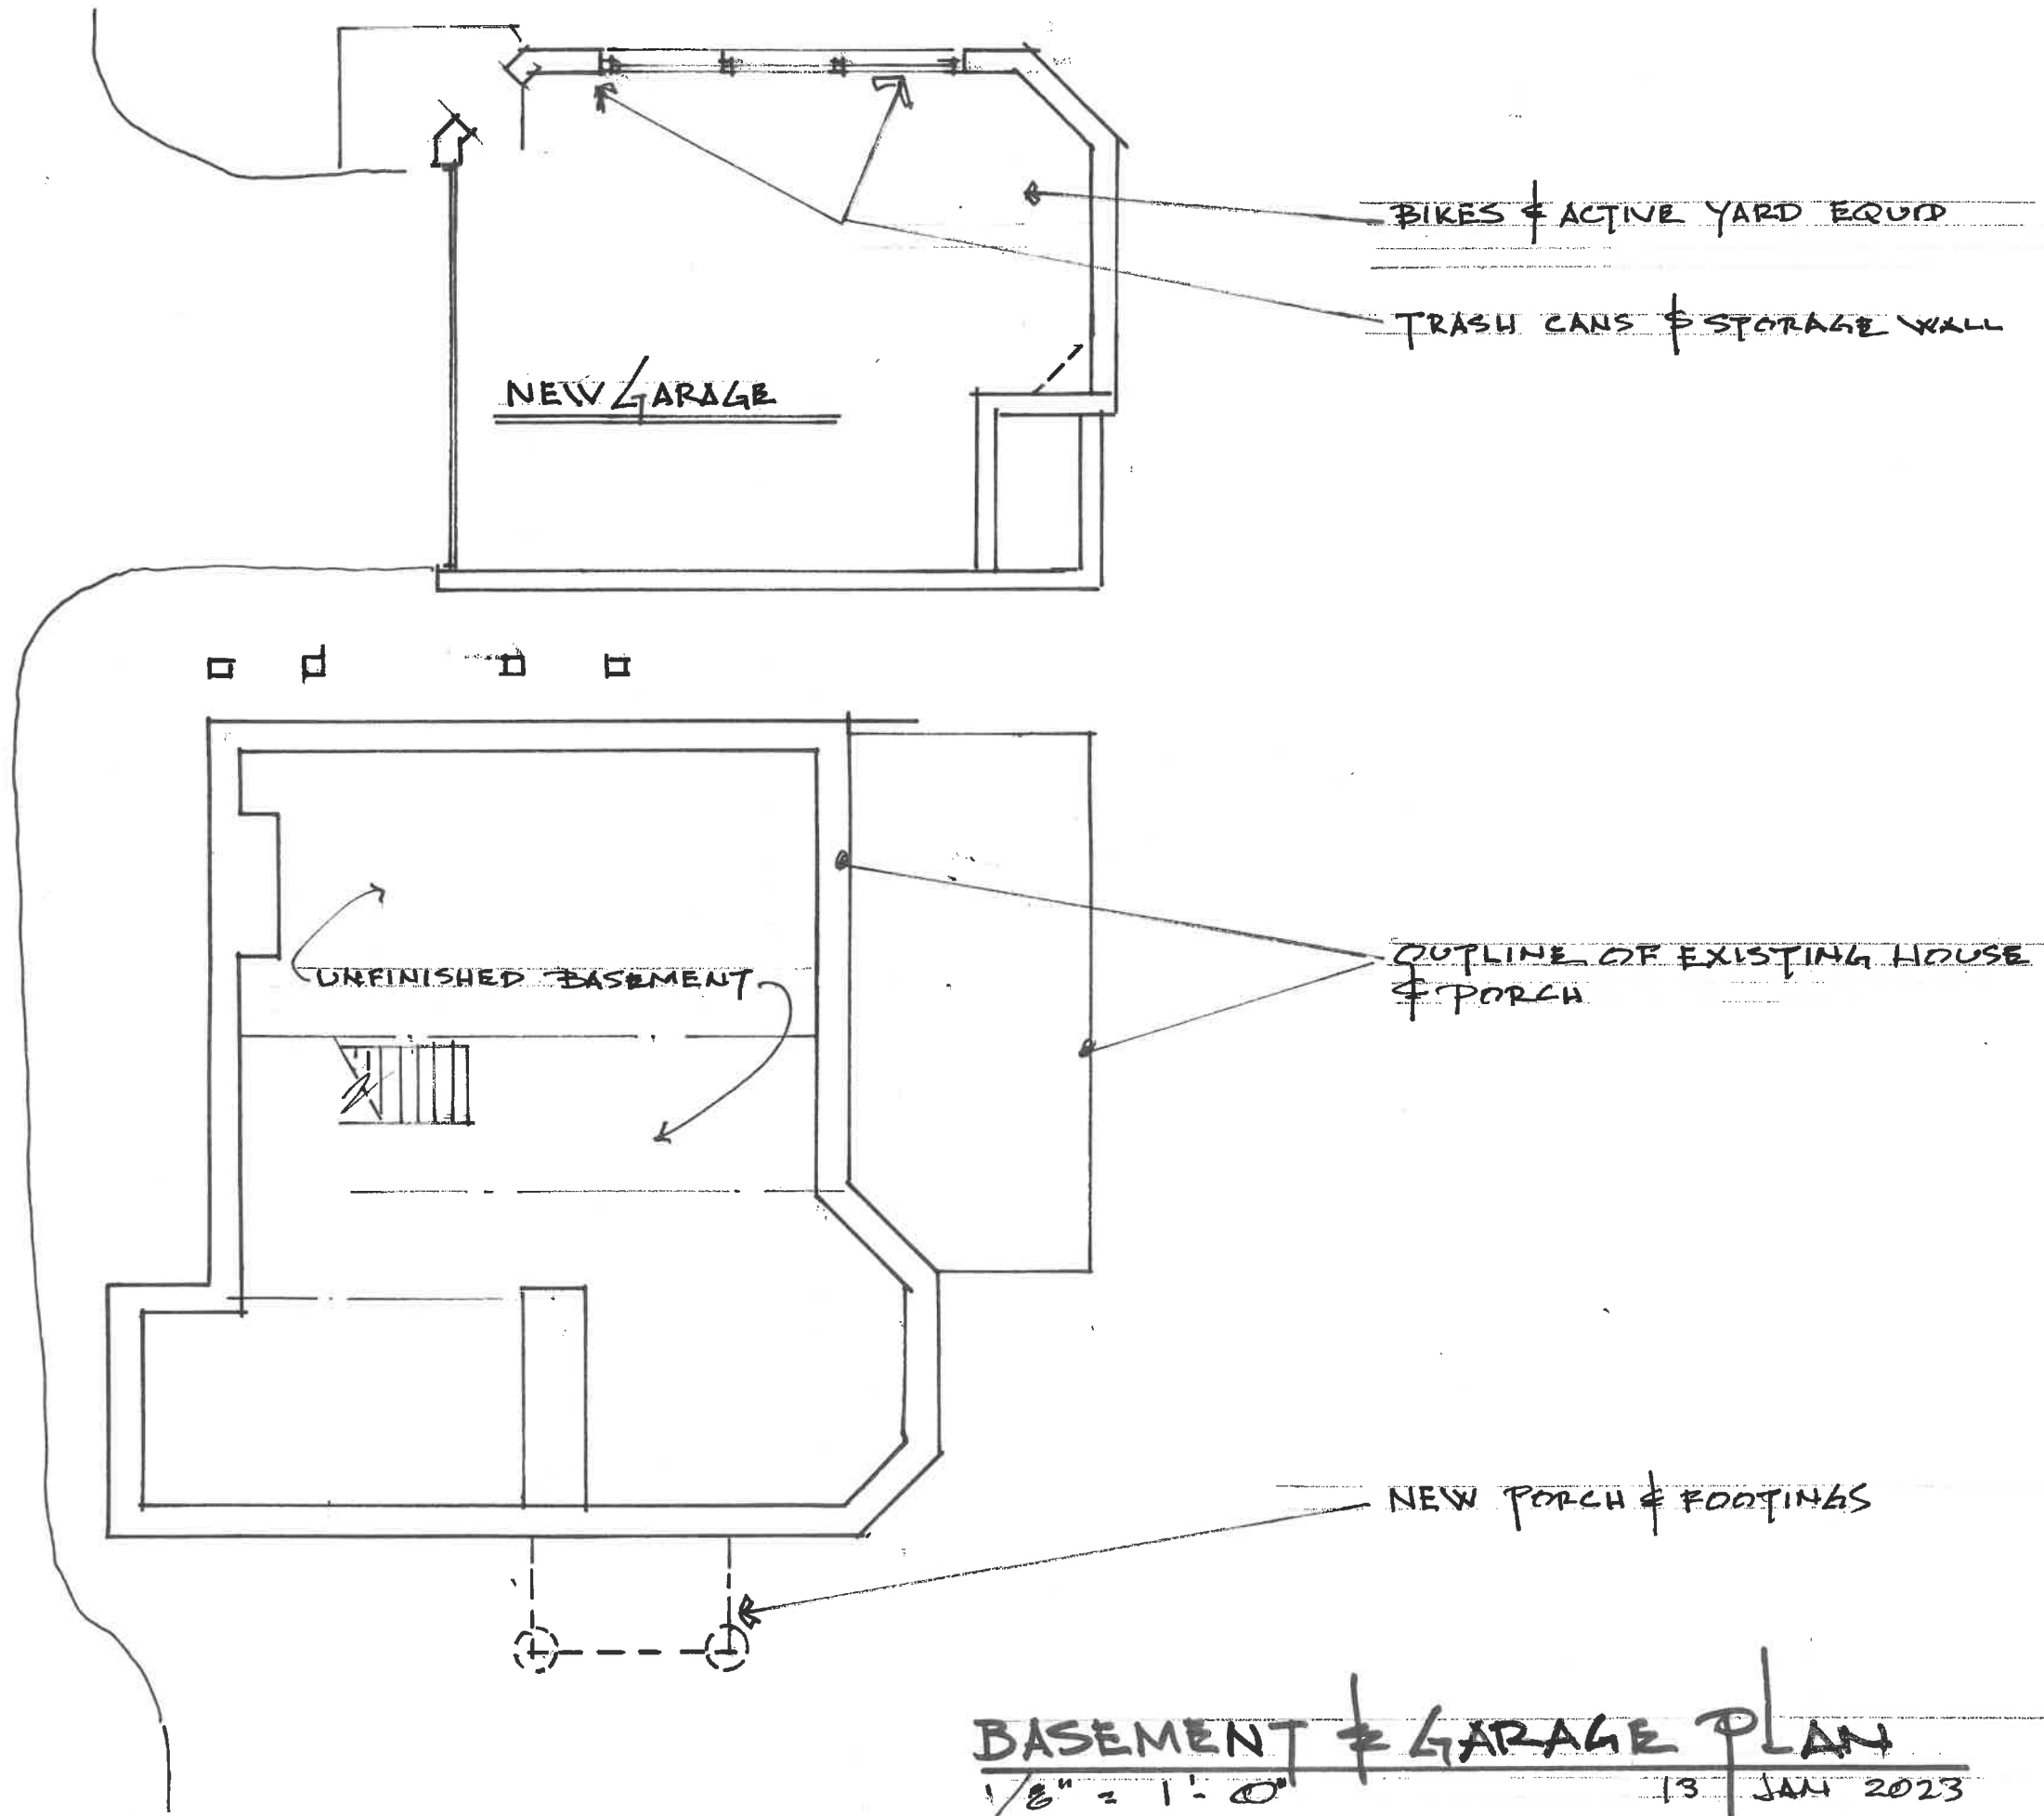 BIKES & ACTIVE YARD EQUIP
TRASH CANS & STORAGE WALL
NEW GARAGE
UNFINISHED BASEMENT
OUTLINE OF EXISTING HOUSE
& PORCH
NEW PORCH & FOOTINGS
BASEMENT & GARAGE PLAN
1/8" = 1'-0" 13 JAN 2023